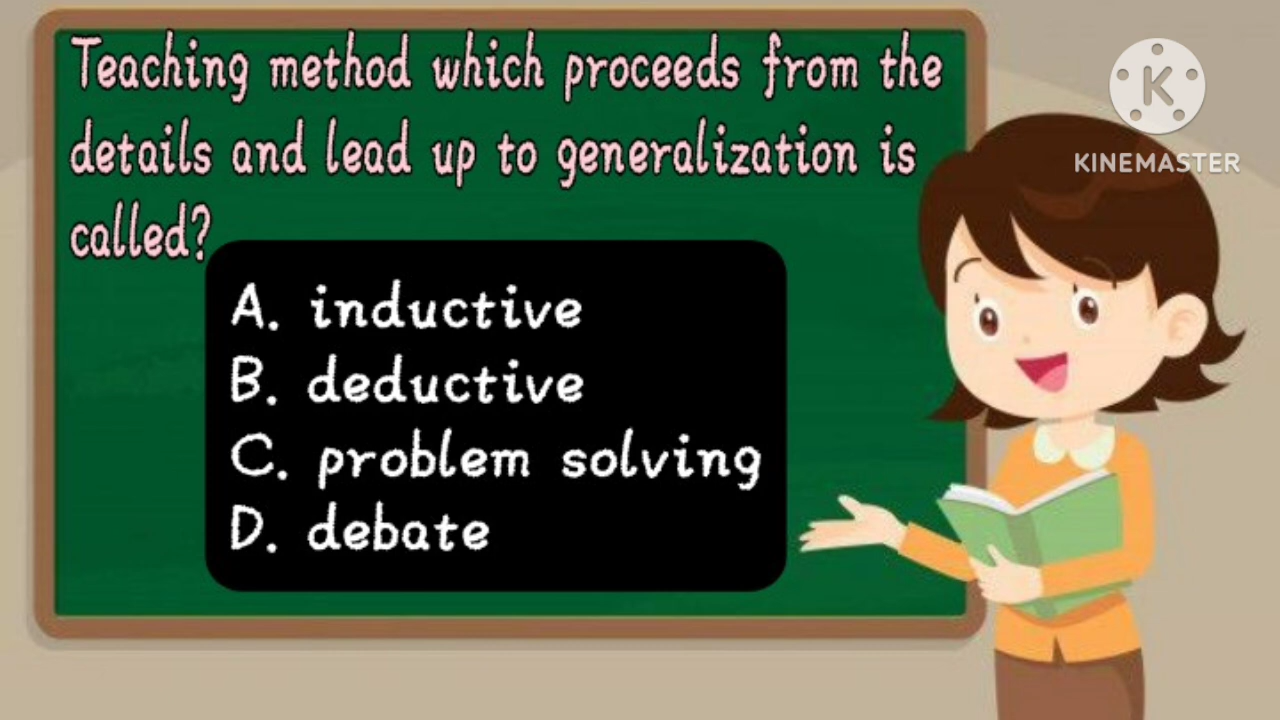 Teaching method which proceeds from the
details and lead up to generalization is
called?
A. inductive
B. deductive
C. problem solving
D. debate
K
KINEMASTER